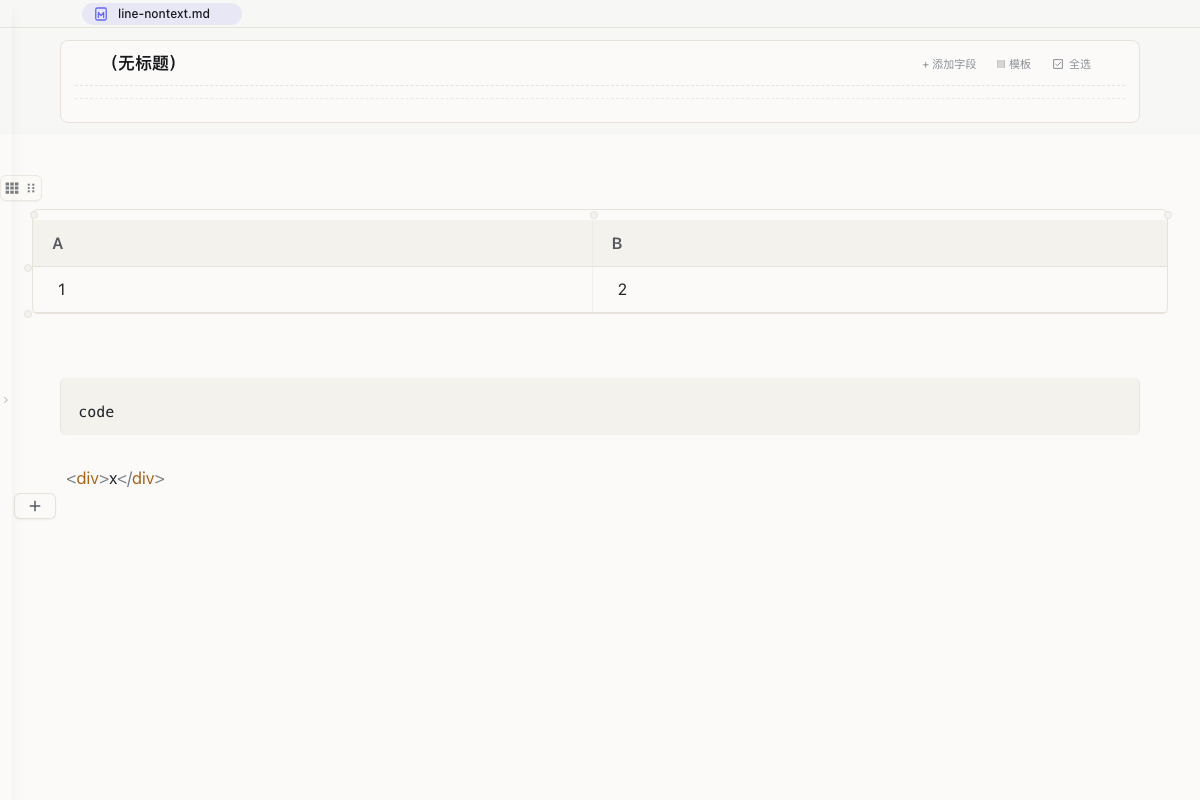 line-nontext.md
(无标题)
+ 添加字段 模板 全选
A B
1 2
code
<div>x</div>